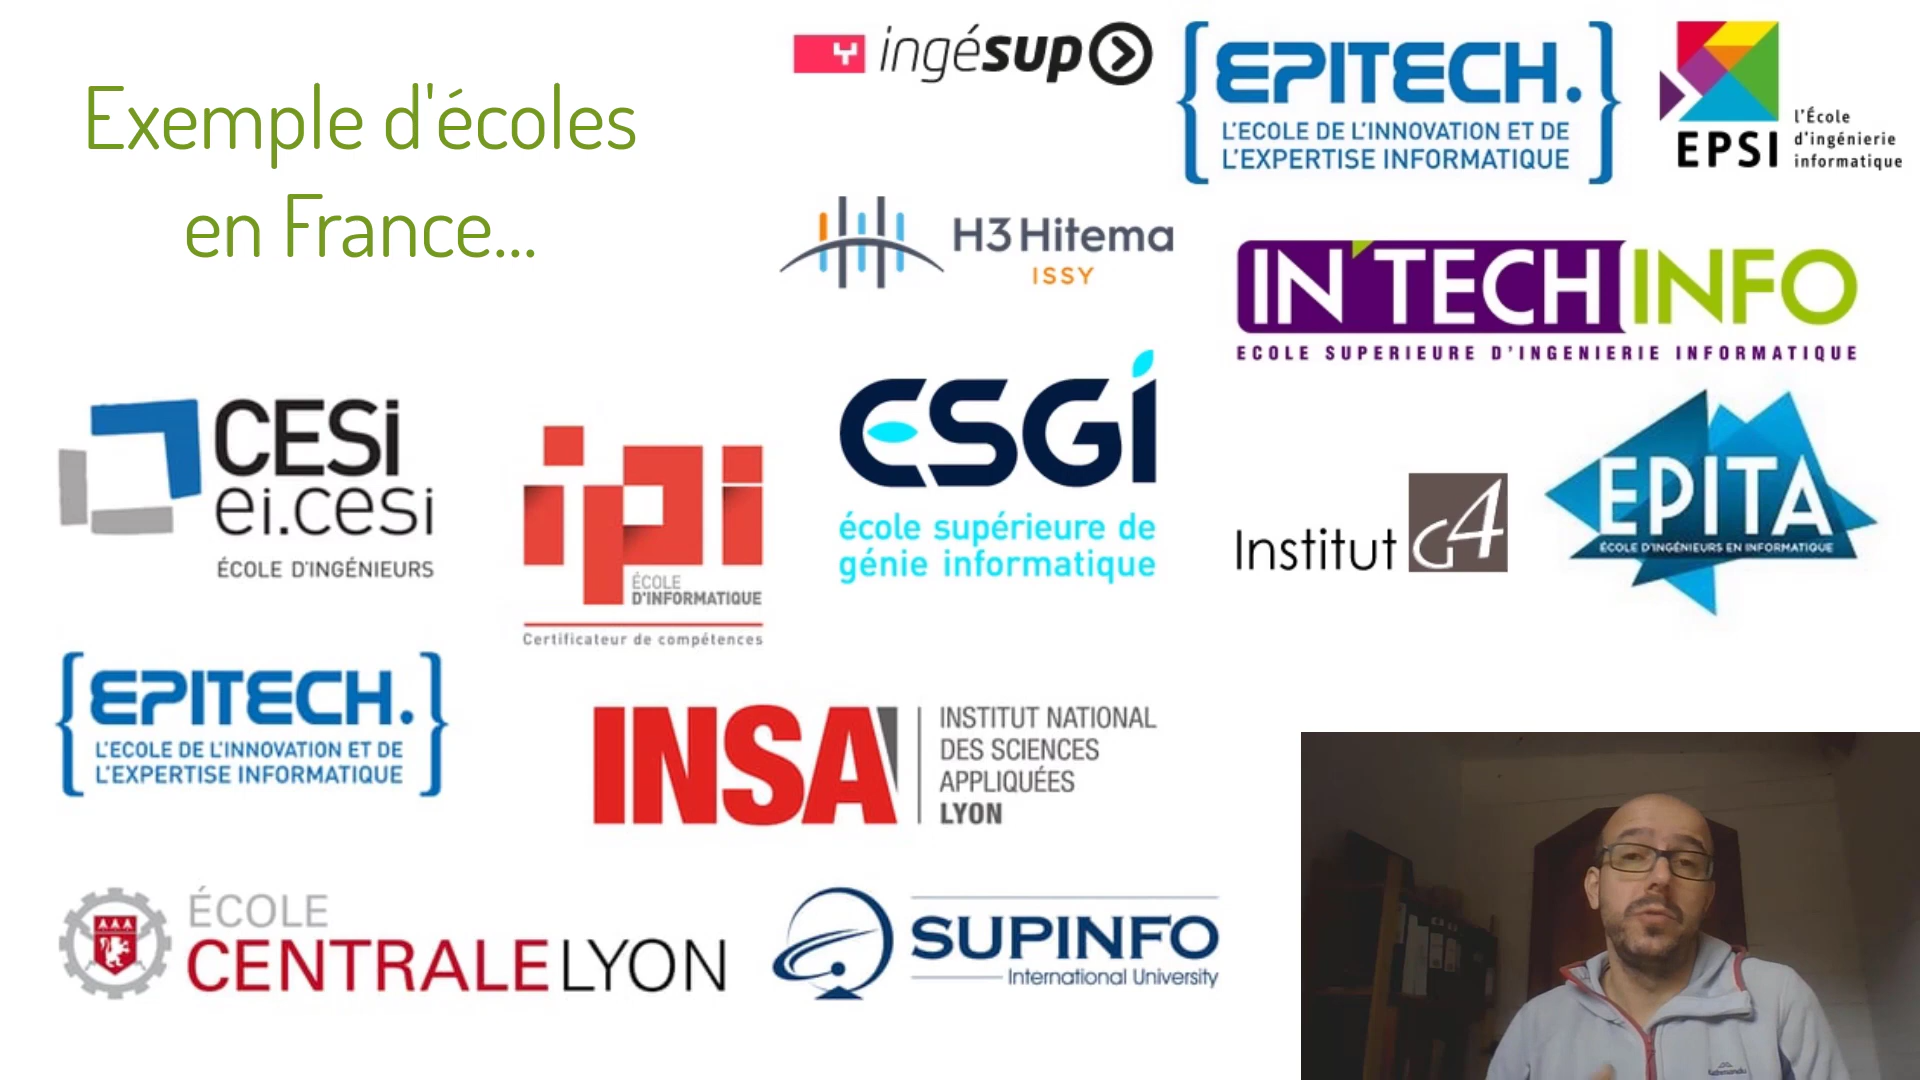 Exemple d'écoles
en France...
ingésup
{EPITECH.}
L'ECOLE DE L'INNOVATION ET DE
L'EXPERTISE INFORMATIQUE
EPSI
l'École
d'ingénierie
informatique
H3 Hitema
ISSY
IN'TECH INFO
ECOLE SUPERIEURE D'INGENIERIE INFORMATIQUE
CESi
ei.cesi
ÉCOLE D'INGÉNIEURS
ipi
ÉCOLE
D'INFORMATIQUE
Certificateur de compétences
ESGI
école supérieure de
génie informatique
Institut G4
EPITA
ÉCOLE D'INGÉNIEURS EN INFORMATIQUE
{EPITECH.}
L'ECOLE DE L'INNOVATION ET DE
L'EXPERTISE INFORMATIQUE
INSA
INSTITUT NATIONAL
DES SCIENCES
APPLIQUÉES
LYON
ÉCOLE
CENTRALELYON
SUPINFO
International University
kathmandu